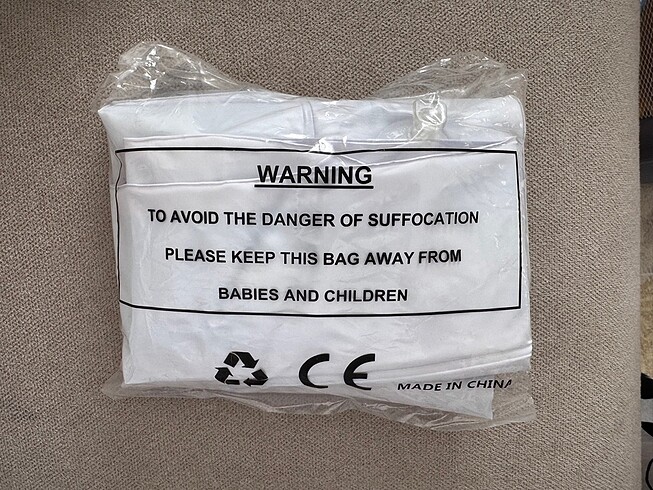 WARNING
TO AVOID THE DANGER OF SUFFOCATION
PLEASE KEEP THIS BAG AWAY FROM
BABIES AND CHILDREN
CE MADE IN CHINA